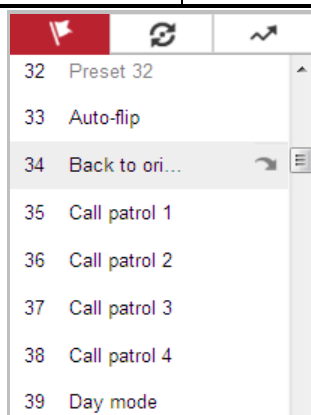 32 Preset 32
33 Auto-flip
34 Back to ori...
35 Call patrol 1
36 Call patrol 2
37 Call patrol 3
38 Call patrol 4
39 Day mode